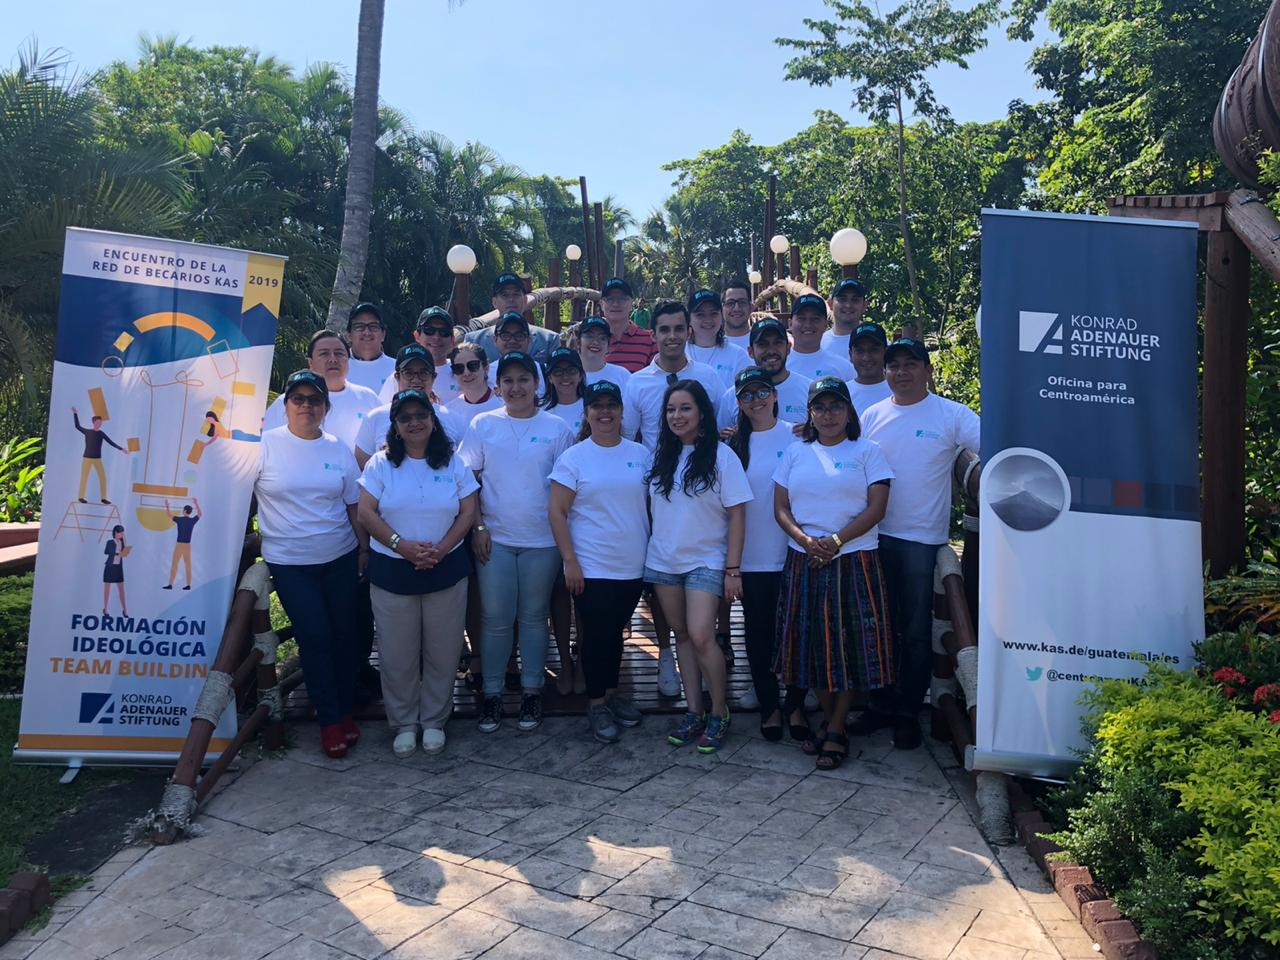 ENCUENTRO DE LA
RED DE BECARIOS KAS
2019
FORMACIÓN
IDEOLÓGICA
TEAM BUILDIN
KONRAD
ADENAUER
STIFTUNG
KONRAD
ADENAUER
STIFTUNG
Oficina para
Centroamérica
www.kas.de/guatemala/es